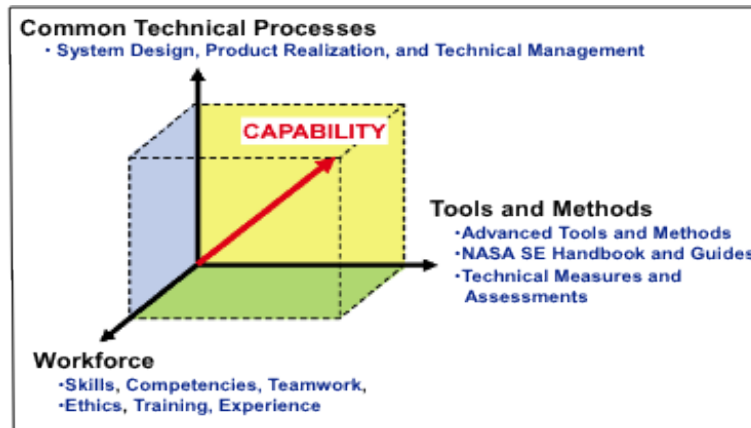 Common Technical Processes
• System Design, Product Realization, and Technical Management
CAPABILITY
Tools and Methods
•Advanced Tools and Methods
•NASA SE Handbook and Guides
•Technical Measures and
Assessments
Workforce
•Skills, Competencies, Teamwork,
•Ethics, Training, Experience